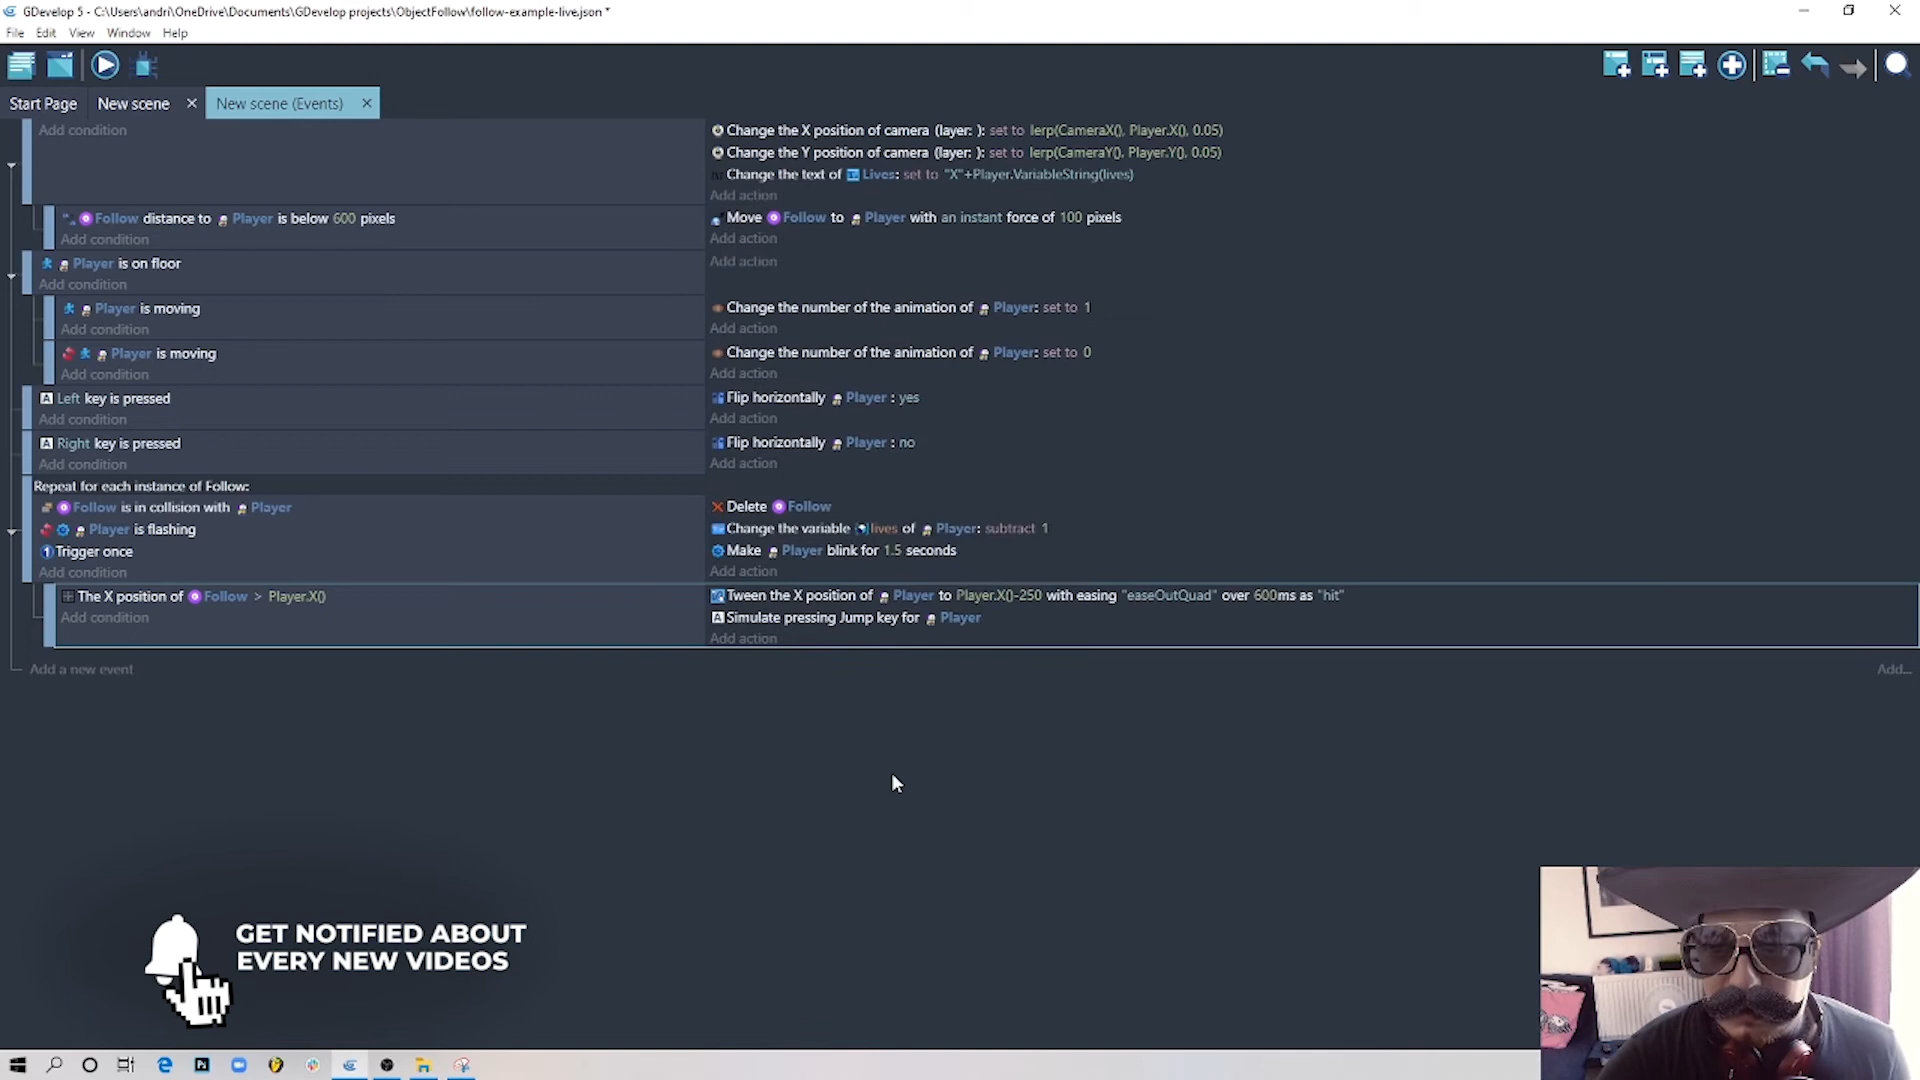 GDevelop 5 - C:\Users\andri\OneDrive\Documents\GDevelop projects\ObjectFollow\follow-example-live.json *
File Edit View Window Help
Start Page New scene New scene (Events)
Add condition
Change the X position of camera (layer: ): set to lerp(CameraX(), Player.X(), 0.05)
Change the Y position of camera (layer: ): set to lerp(CameraY(), Player.Y(), 0.05)
Change the text of Lives: set to "X"+Player.VariableString(lives)
Add action
Follow distance to Player is below 600 pixels
Move Follow to Player with an instant force of 100 pixels
Add condition
Add action
Player is on floor
Add action
Add condition
Player is moving
Change the number of the animation of Player: set to 1
Add condition
Add action
Player is moving
Change the number of the animation of Player: set to 0
Add condition
Add action
A Left key is pressed
Flip horizontally Player : yes
Add condition
Add action
A Right key is pressed
Flip horizontally Player : no
Add condition
Add action
Repeat for each instance of Follow:
Follow is in collision with Player
Delete Follow
Player is flashing
Change the variable lives of Player: subtract 1
1 Trigger once
Make Player blink for 1.5 seconds
Add condition
Add action
The X position of Follow > Player.X()
Tween the X position of Player to Player.X()-250 with easing "easeOutQuad" over 600ms as "hit"
Add condition
A Simulate pressing Jump key for Player
Add action
Add a new event
Add...
GET NOTIFIED ABOUT
EVERY NEW VIDEOS